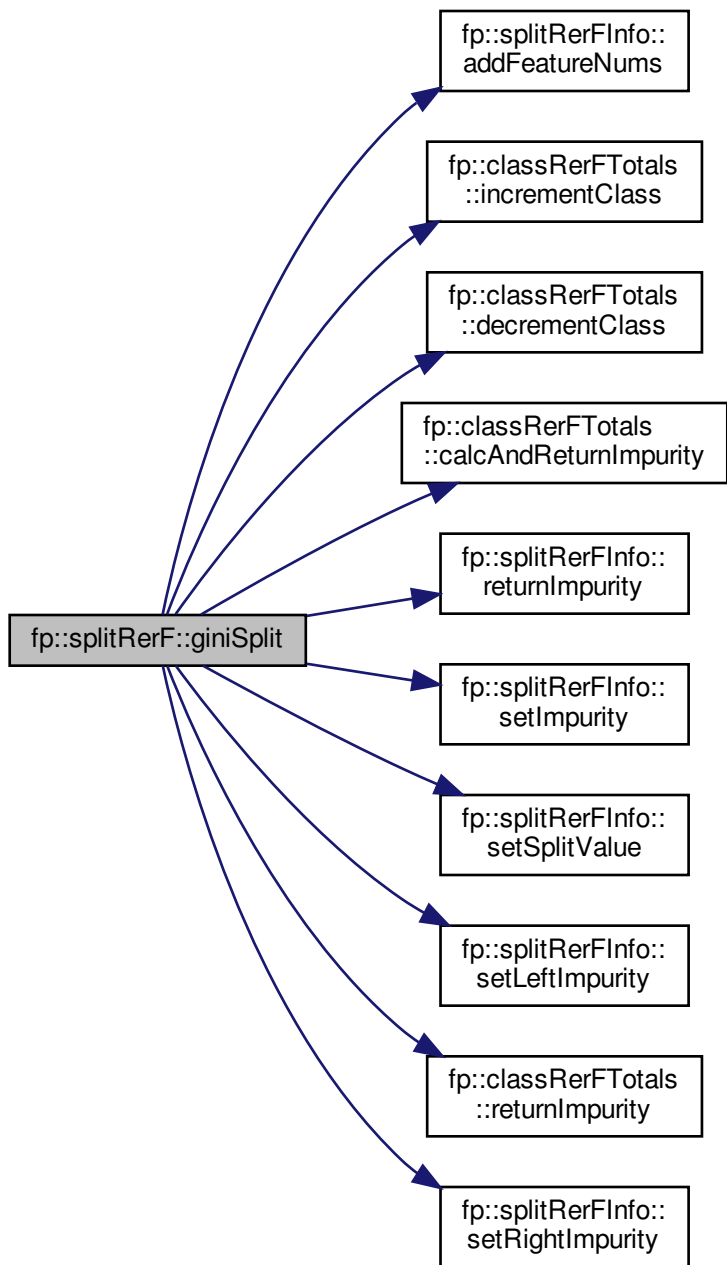 fp::splitRerFInfo::
addFeatureNums
fp::classRerFTotals
::incrementClass
fp::classRerFTotals
::decrementClass
fp::classRerFTotals
::calcAndReturnImpurity
fp::splitRerFInfo::
returnImpurity
fp::splitRerF::giniSplit
fp::splitRerFInfo::
setImpurity
fp::splitRerFInfo::
setSplitValue
fp::splitRerFInfo::
setLeftImpurity
fp::classRerFTotals
::returnImpurity
fp::splitRerFInfo::
setRightImpurity